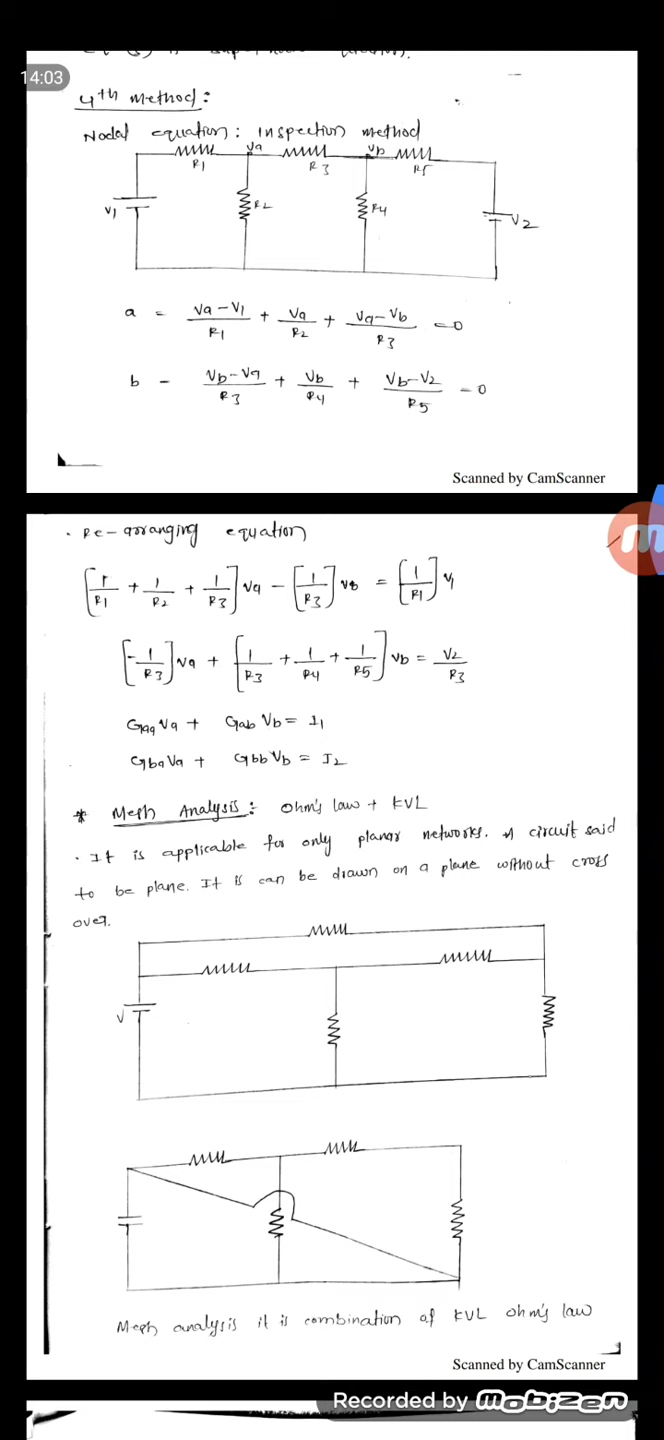 14:03
4th method:
Nodal equation: inspection method
R1 Va R3 Vb R5
V1 R2 R4 V2
a = Va-V1/R1 + Va/R2 + Va-Vb/R3 = 0
b - Vb-Va/R3 + Vb/R4 + Vb-V2/R5 = 0
Scanned by CamScanner
. Re-arranging equation
[1/R1 + 1/R2 + 1/R3] Va - [1/R3] VB = [1/R1] V1
[-1/R3] Va + [1/R3 + 1/R4 + 1/R5] Vb = V2/R3
Gaa Va + Gab Vb = I1
Gba Va + Gbb Vb = I2
* Mesh Analysis: ohm's law + KVL
. It is applicable for only planar networks. A circuit said
to be plane. It is can be drawn on a plane without cross
over.
V
Mesh analysis it is combination of KVL ohm's law
Scanned by CamScanner
Recorded by mobizen
m